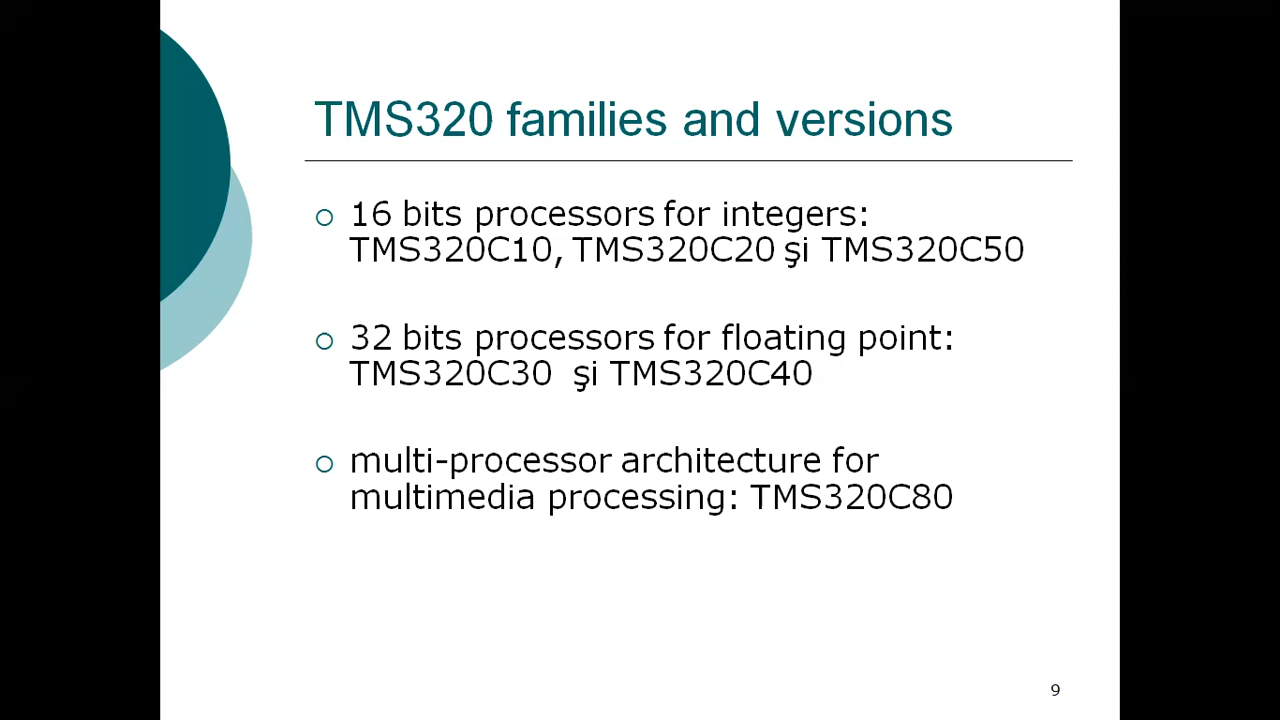 TMS320 families and versions
16 bits processors for integers:
TMS320C10, TMS320C20 şi TMS320C50
32 bits processors for floating point:
TMS320C30 şi TMS320C40
multi-processor architecture for
multimedia processing: TMS320C80
9